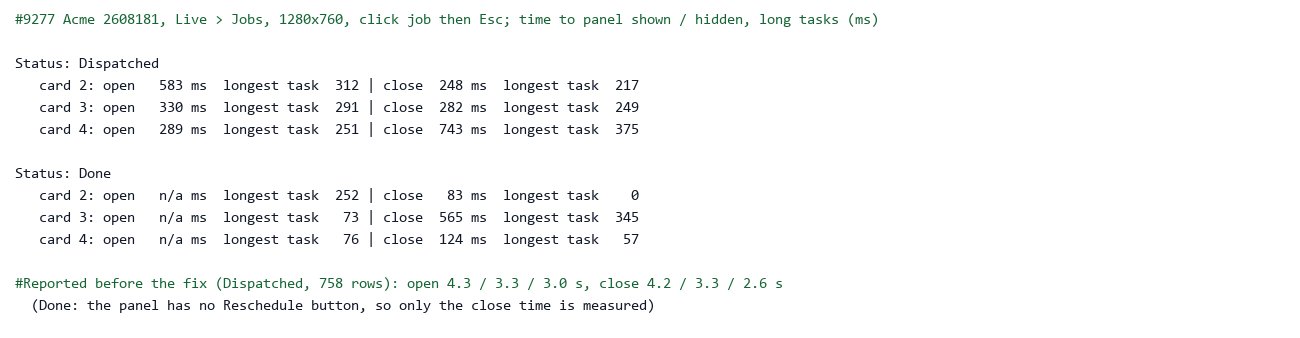 #9277 Acme 2608181, Live > Jobs, 1280x760, click job then Esc; time to panel shown / hidden, long tasks (ms)
Status: Dispatched
card 2: open 583 ms longest task 312 | close 248 ms longest task 217
card 3: open 330 ms longest task 291 | close 282 ms longest task 249
card 4: open 289 ms longest task 251 | close 743 ms longest task 375
Status: Done
card 2: open n/a ms longest task 252 | close 83 ms longest task 0
card 3: open n/a ms longest task 73 | close 565 ms longest task 345
card 4: open n/a ms longest task 76 | close 124 ms longest task 57
#Reported before the fix (Dispatched, 758 rows): open 4.3 / 3.3 / 3.0 s, close 4.2 / 3.3 / 2.6 s
(Done: the panel has no Reschedule button, so only the close time is measured)